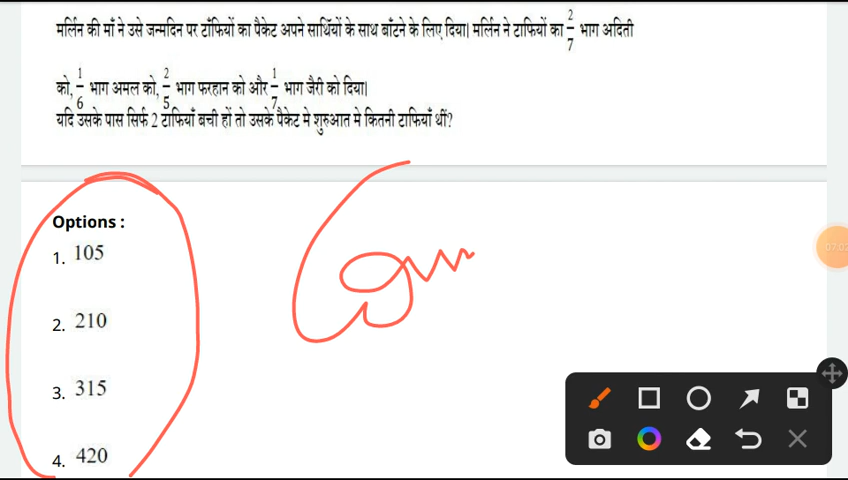 मर्लिन की माँ ने उसे जन्मदिन पर टॉफियों का पैकेट अपने साथियों के साथ बाँटने के लिए दिया। मर्लिन ने टाफियों का 2/7 भाग अदिती
को, 1/6 भाग अमल को, 2/5 भाग फरहान को और 1/7 भाग जैरी को दिया।
यदि उसके पास सिर्फ 2 टाफियाँ बची हों तो उसके पैकेट मे शुरुआत मे कितनी टाफियाँ थीं?
Options :
1. 105
2. 210
3. 315
4. 420